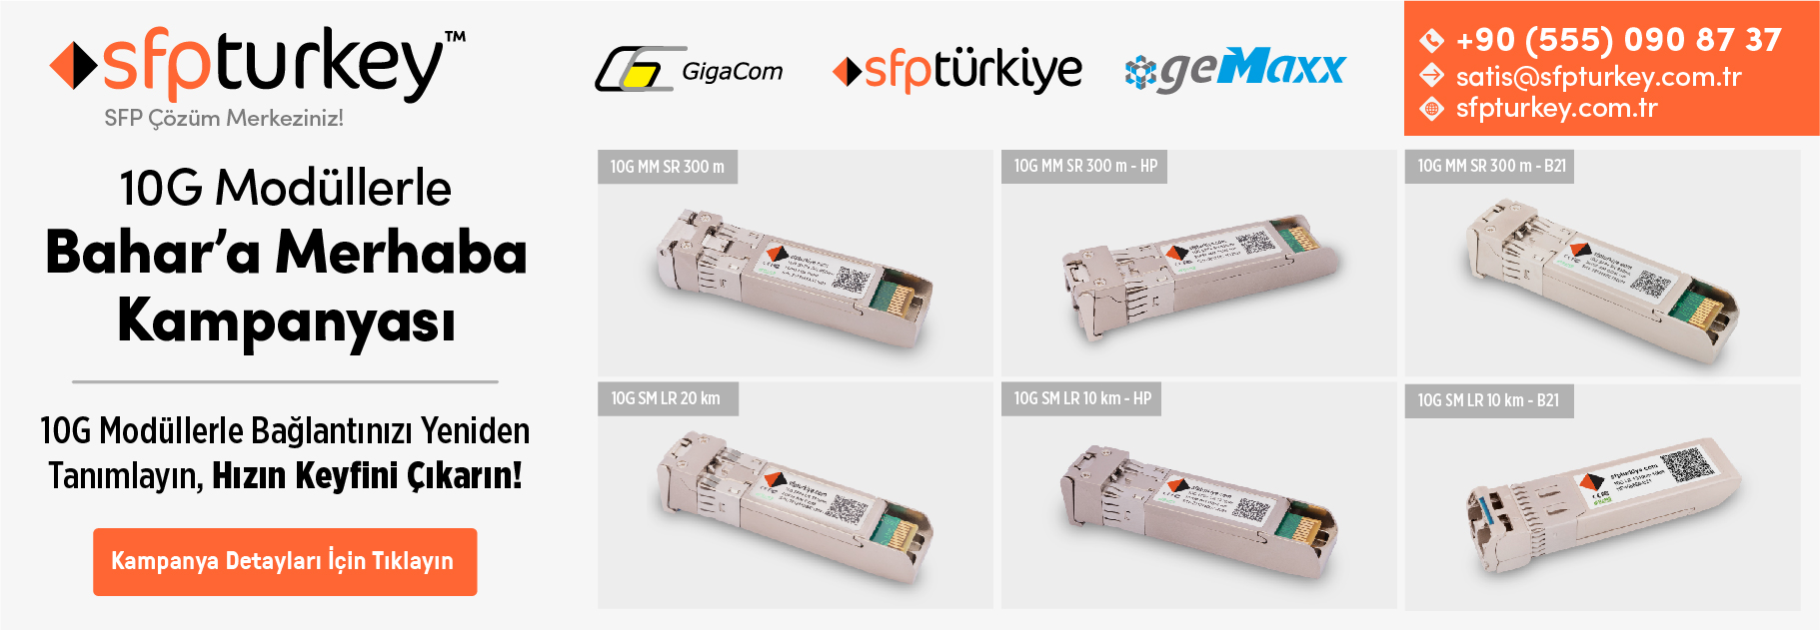 sfpturkey™
SFP Çözüm Merkeziniz!
GigaCom
sfptürkiye
geMaxx
+90 (555) 090 87 37
satis@sfpturkey.com.tr
sfpturkey.com.tr
10G Modüllerle
Bahar’a Merhaba
Kampanyası
10G Modüllerle Bağlantınızı Yeniden
Tanımlayın, Hızın Keyfini Çıkarın!
Kampanya Detayları İçin Tıklayın
10G MM SR 300 m
10G MM SR 300 m - HP
10G MM SR 300 m - B21
10G SM LR 20 km
10G SM LR 10 km - HP
10G SM LR 10 km - B21
sfpturkiye.com